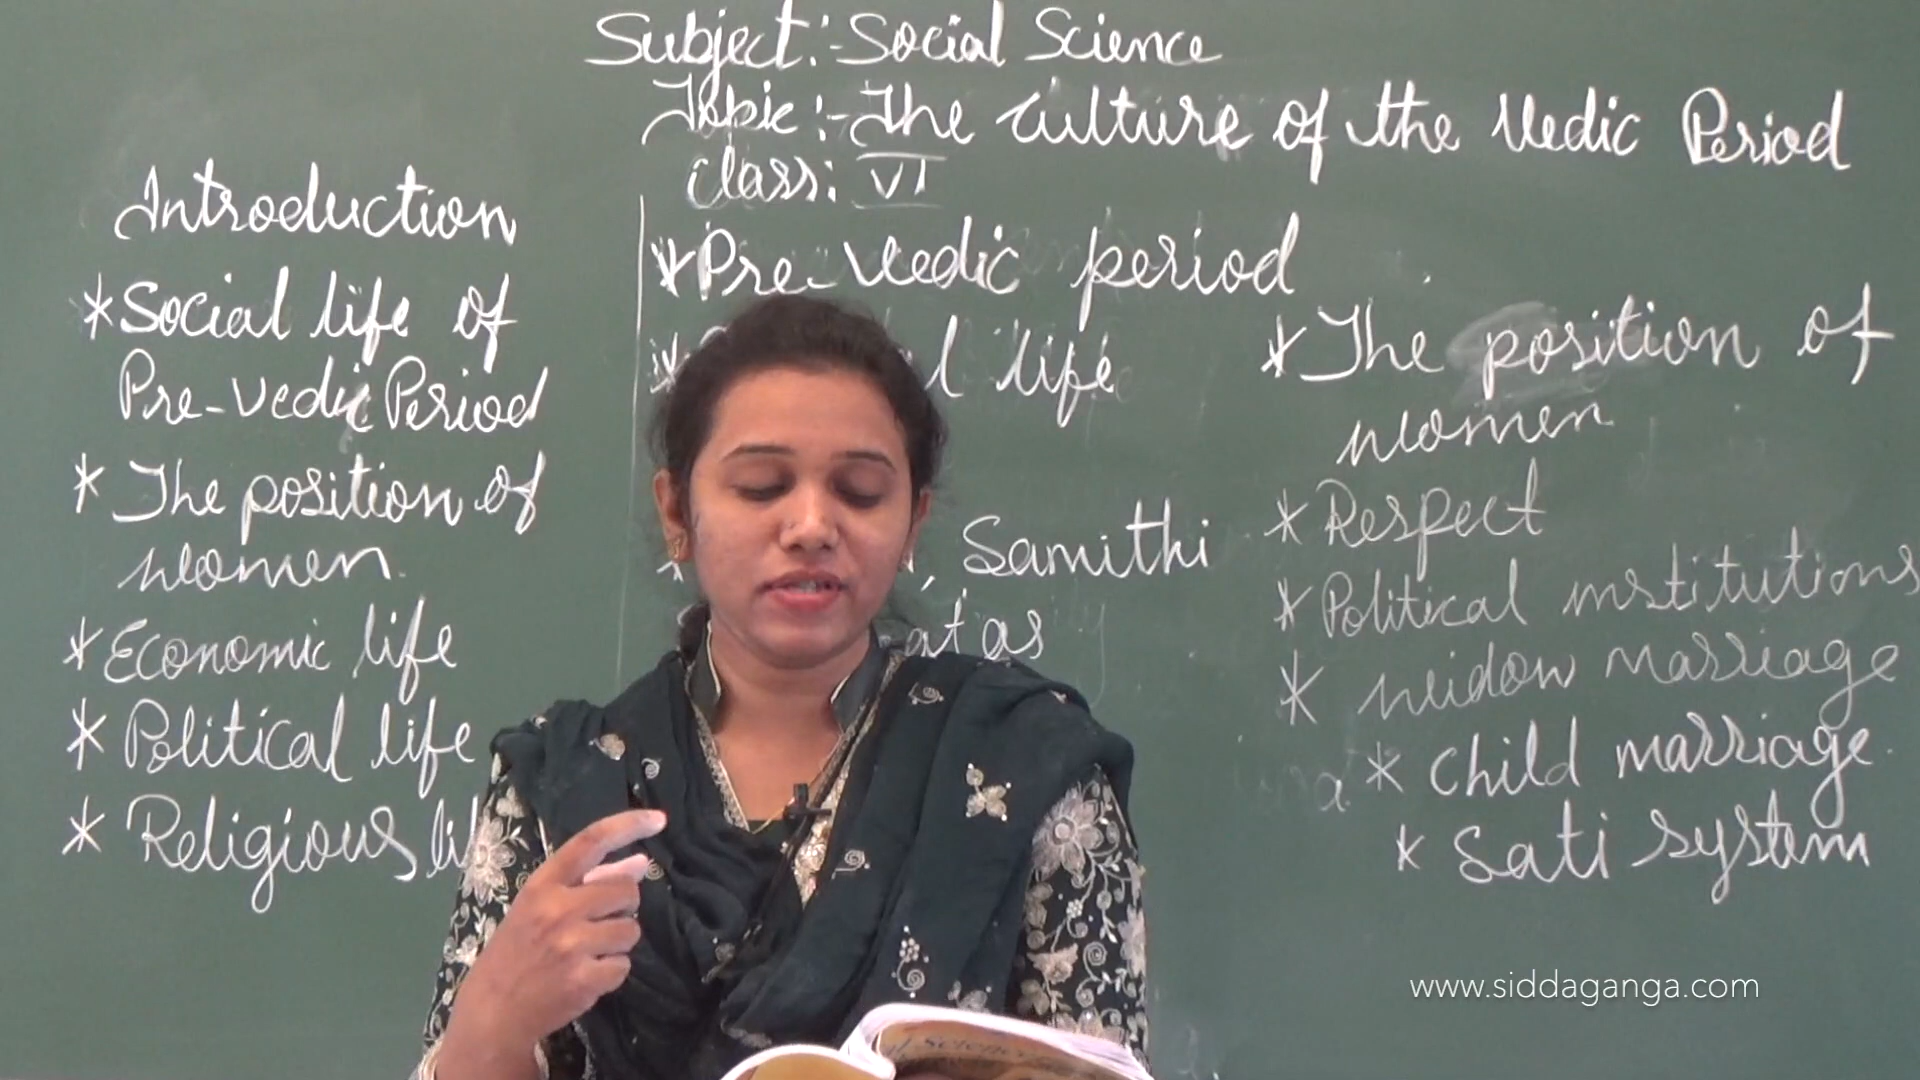 Subject:-Social Science
Topic:-The culture of the Vedic Period
class: VI
Introduction
*Social life of
Pre-vedic Period
* The position of
women.
*Economic life
* Political life
* Religious
*Pre-Vedic period
* life
, Samithi
* The position of
women.
* Respect
* Political institutions
* widow marriage
* child marriage.
* Sati system
www.siddaganga.com